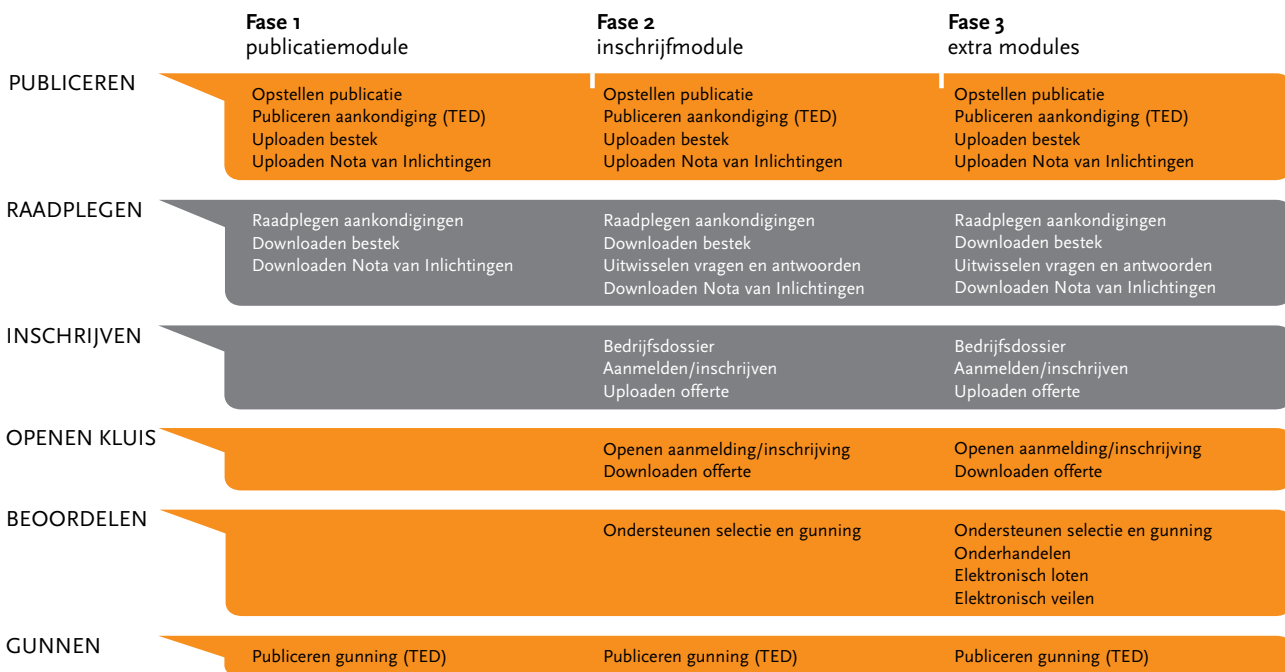 Fase 1
publicatiemodule
Fase 2
inschrijfmodule
Fase 3
extra modules
PUBLICEREN
Opstellen publicatie
Publiceren aankondiging (TED)
Uploaden bestek
Uploaden Nota van Inlichtingen
Opstellen publicatie
Publiceren aankondiging (TED)
Uploaden bestek
Uploaden Nota van Inlichtingen
Opstellen publicatie
Publiceren aankondiging (TED)
Uploaden bestek
Uploaden Nota van Inlichtingen
RAADPLEGEN
Raadplegen aankondigingen
Downloaden bestek
Downloaden Nota van Inlichtingen
Raadplegen aankondigingen
Downloaden bestek
Uitwisselen vragen en antwoorden
Downloaden Nota van Inlichtingen
Raadplegen aankondigingen
Downloaden bestek
Uitwisselen vragen en antwoorden
Downloaden Nota van Inlichtingen
INSCHRIJVEN
Bedrijfsdossier
Aanmelden/inschrijven
Uploaden offerte
Bedrijfsdossier
Aanmelden/inschrijven
Uploaden offerte
OPENEN KLUIS
Openen aanmelding/inschrijving
Downloaden offerte
Openen aanmelding/inschrijving
Downloaden offerte
BEOORDELEN
Ondersteunen selectie en gunning
Ondersteunen selectie en gunning
Onderhandelen
Elektronisch loten
Elektronisch veilen
GUNNEN
Publiceren gunning (TED)
Publiceren gunning (TED)
Publiceren gunning (TED)